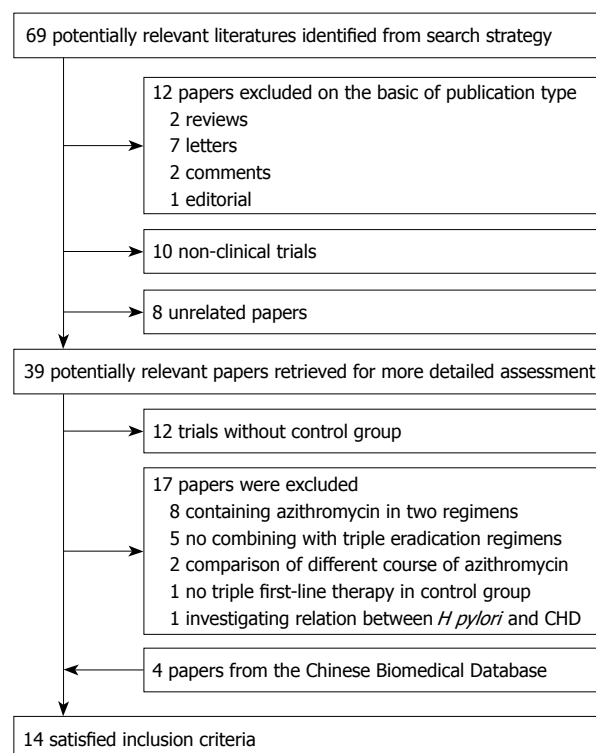 69 potentially relevant literatures identified from search strategy
12 papers excluded on the basic of publication type
2 reviews
7 letters
2 comments
1 editorial
10 non-clinical trials
8 unrelated papers
39 potentially relevant papers retrieved for more detailed assessment
12 trials without control group
17 papers were excluded
8 containing azithromycin in two regimens
5 no combining with triple eradication regimens
2 comparison of different course of azithromycin
1 no triple first-line therapy in control group
1 investigating relation between H pylori and CHD
4 papers from the Chinese Biomedical Database
14 satisfied inclusion criteria